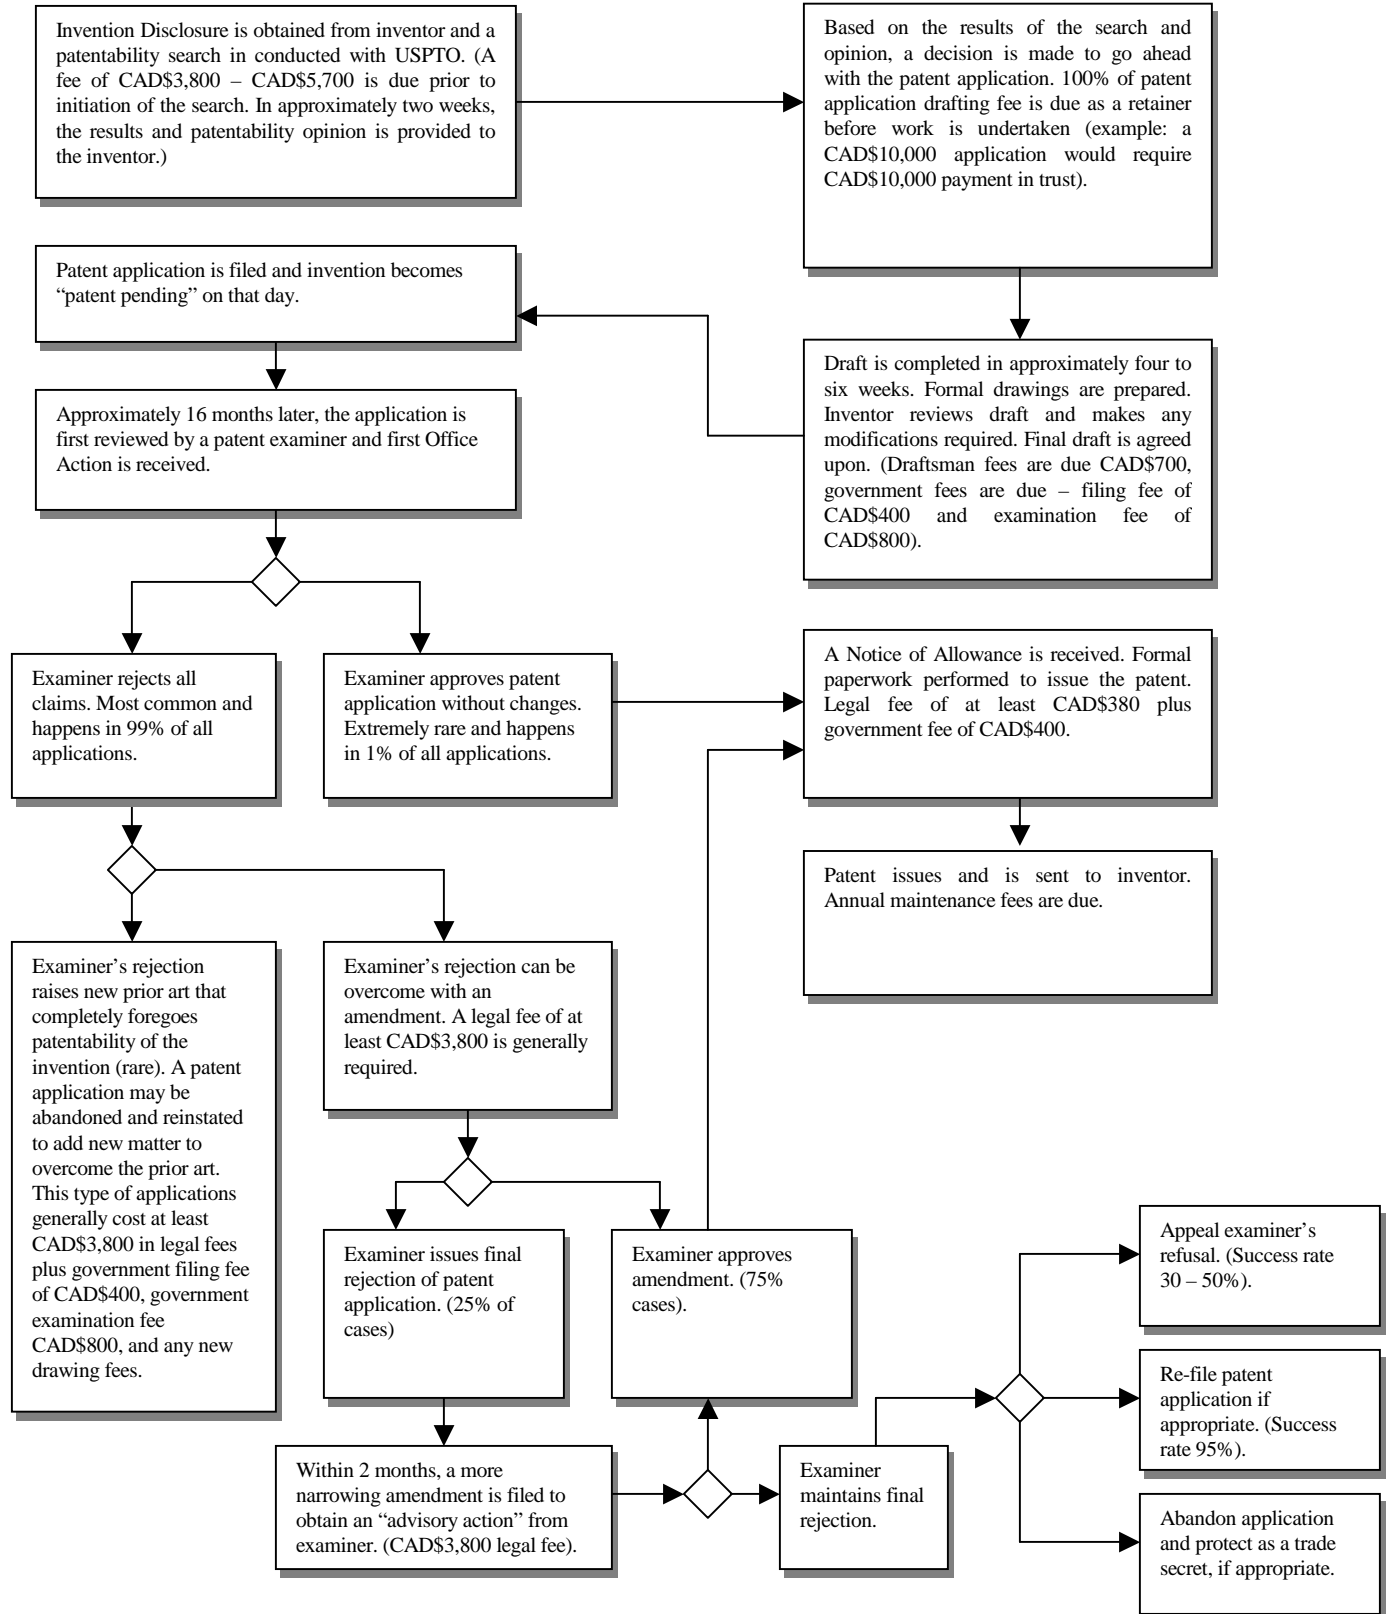 Invention Disclosure is obtained from inventor and a
patentability search in conducted with USPTO. (A
fee of CAD$3,800 – CAD$5,700 is due prior to
initiation of the search. In approximately two weeks,
the results and patentability opinion is provided to
the inventor.)
Based on the results of the search and
opinion, a decision is made to go ahead
with the patent application. 100% of patent
application drafting fee is due as a retainer
before work is undertaken (example: a
CAD$10,000 application would require
CAD$10,000 payment in trust).
Draft is completed in approximately four to
six weeks. Formal drawings are prepared.
Inventor reviews draft and makes any
modifications required. Final draft is agreed
upon. (Draftsman fees are due CAD$700,
government fees are due – filing fee of
CAD$400 and examination fee of
CAD$800).
Patent application is filed and invention becomes
“patent pending” on that day.
Approximately 16 months later, the application is
first reviewed by a patent examiner and first Office
Action is received.
Examiner rejects all
claims. Most common and
happens in 99% of all
applications.
Examiner approves patent
application without changes.
Extremely rare and happens
in 1% of all applications.
A Notice of Allowance is received. Formal
paperwork performed to issue the patent.
Legal fee of at least CAD$380 plus
government fee of CAD$400.
Patent issues and is sent to inventor.
Annual maintenance fees are due.
Examiner’s rejection
raises new prior art that
completely foregoes
patentability of the
invention (rare). A patent
application may be
abandoned and reinstated
to add new matter to
overcome the prior art.
This type of applications
generally cost at least
CAD$3,800 in legal fees
plus government filing fee
of CAD$400, government
examination fee
CAD$800, and any new
drawing fees.
Examiner’s rejection can be
overcome with an
amendment. A legal fee of at
least CAD$3,800 is generally
required.
Examiner issues final
rejection of patent
application. (25% of
cases)
Examiner approves
amendment. (75%
cases).
Within 2 months, a more
narrowing amendment is filed to
obtain an “advisory action” from
examiner. (CAD$3,800 legal fee).
Examiner
maintains final
rejection.
Appeal examiner’s
refusal. (Success rate
30 – 50%).
Re-file patent
application if
appropriate. (Success
rate 95%).
Abandon application
and protect as a trade
secret, if appropriate.